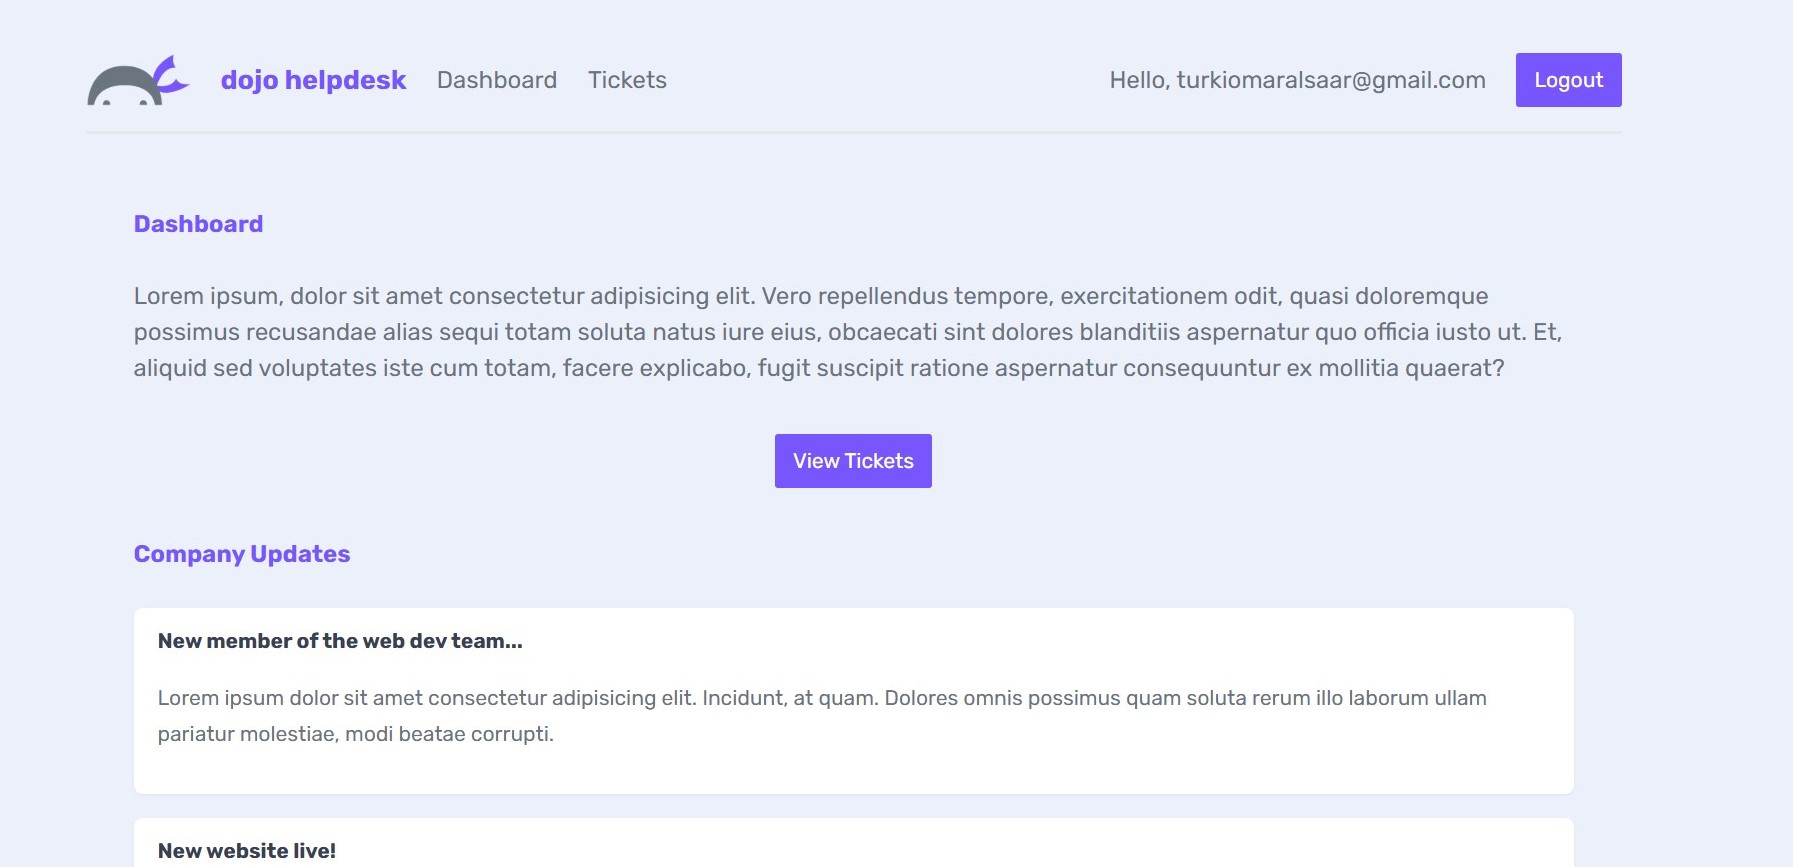 dojo helpdesk Dashboard Tickets Hello, turkiomaralsaar@gmail.com Logout
Dashboard
Lorem ipsum, dolor sit amet consectetur adipisicing elit. Vero repellendus tempore, exercitationem odit, quasi doloremque
possimus recusandae alias sequi totam soluta natus iure eius, obcaecati sint dolores blanditiis aspernatur quo officia iusto ut. Et,
aliquid sed voluptates iste cum totam, facere explicabo, fugit suscipit ratione aspernatur consequuntur ex mollitia quaerat?
View Tickets
Company Updates
New member of the web dev team...
Lorem ipsum dolor sit amet consectetur adipisicing elit. Incidunt, at quam. Dolores omnis possimus quam soluta rerum illo laborum ullam
pariatur molestiae, modi beatae corrupti.
New website live!